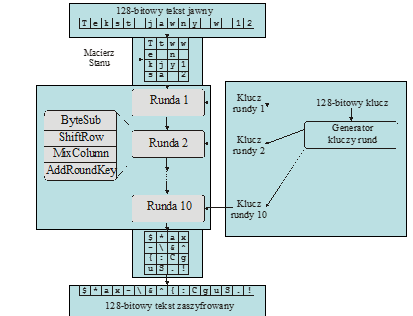 128-bitowy tekst jawny
T e k s t j a w n y w 1 2
Macierz
Stanu
T t w w
e n
k j y 1
s a 2
Runda 1
ByteSub
ShiftRow
MixColumn
AddRoundKey
Runda 2
Runda 10
Klucz
rundy 1
128-bitowy klucz
Generator
kluczy rund
Klucz
rundy 2
Klucz
rundy 10
$ * a x
- \ & ^
{ : C g
u S . !
$ * a x - \ & ^ { : C g u S . !
128-bitowy tekst zaszyfrowany